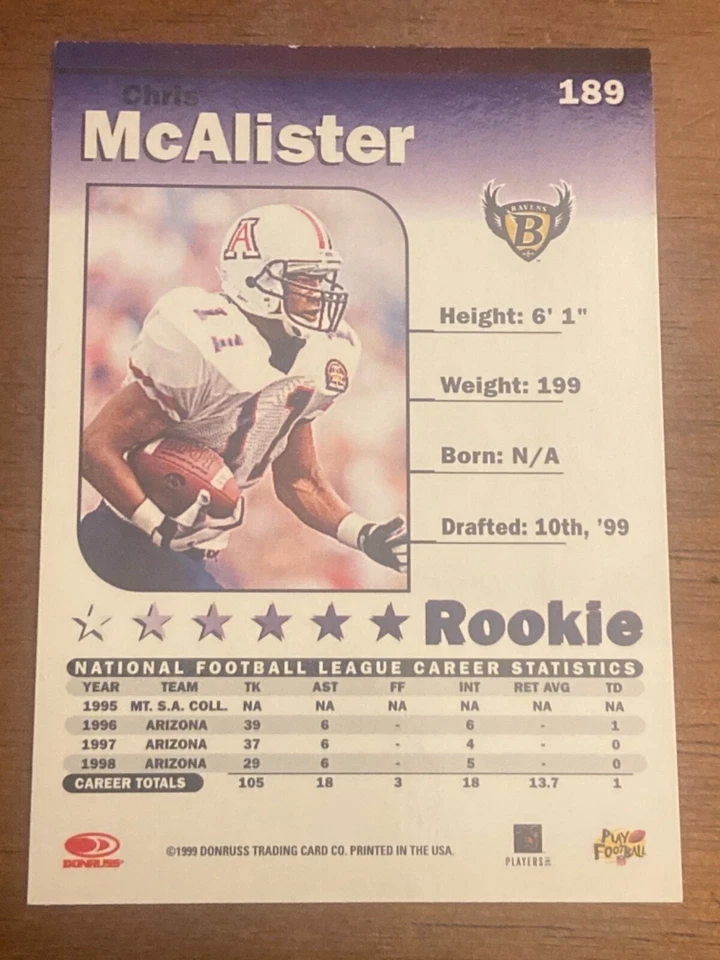 Chris
McAlister
189
RAVENS
B
A
11
11
Height: 6' 1"
Weight: 199
Born: N/A
Drafted: 10th, '99
Rookie
NATIONAL FOOTBALL LEAGUE CAREER STATISTICS
YEAR TEAM TK AST FF INT RET AVG TD
1995 MT. S.A. COLL. NA NA NA NA NA NA
1996 ARIZONA 39 6 - 6 - 1
1997 ARIZONA 37 6 - 4 - 0
1998 ARIZONA 29 6 - 5 - 0
CAREER TOTALS 105 18 3 18 13.7 1
DONRUSS
©1999 DONRUSS TRADING CARD CO. PRINTED IN THE USA.
PLAYERS INC
PLAY
FOOTBALL